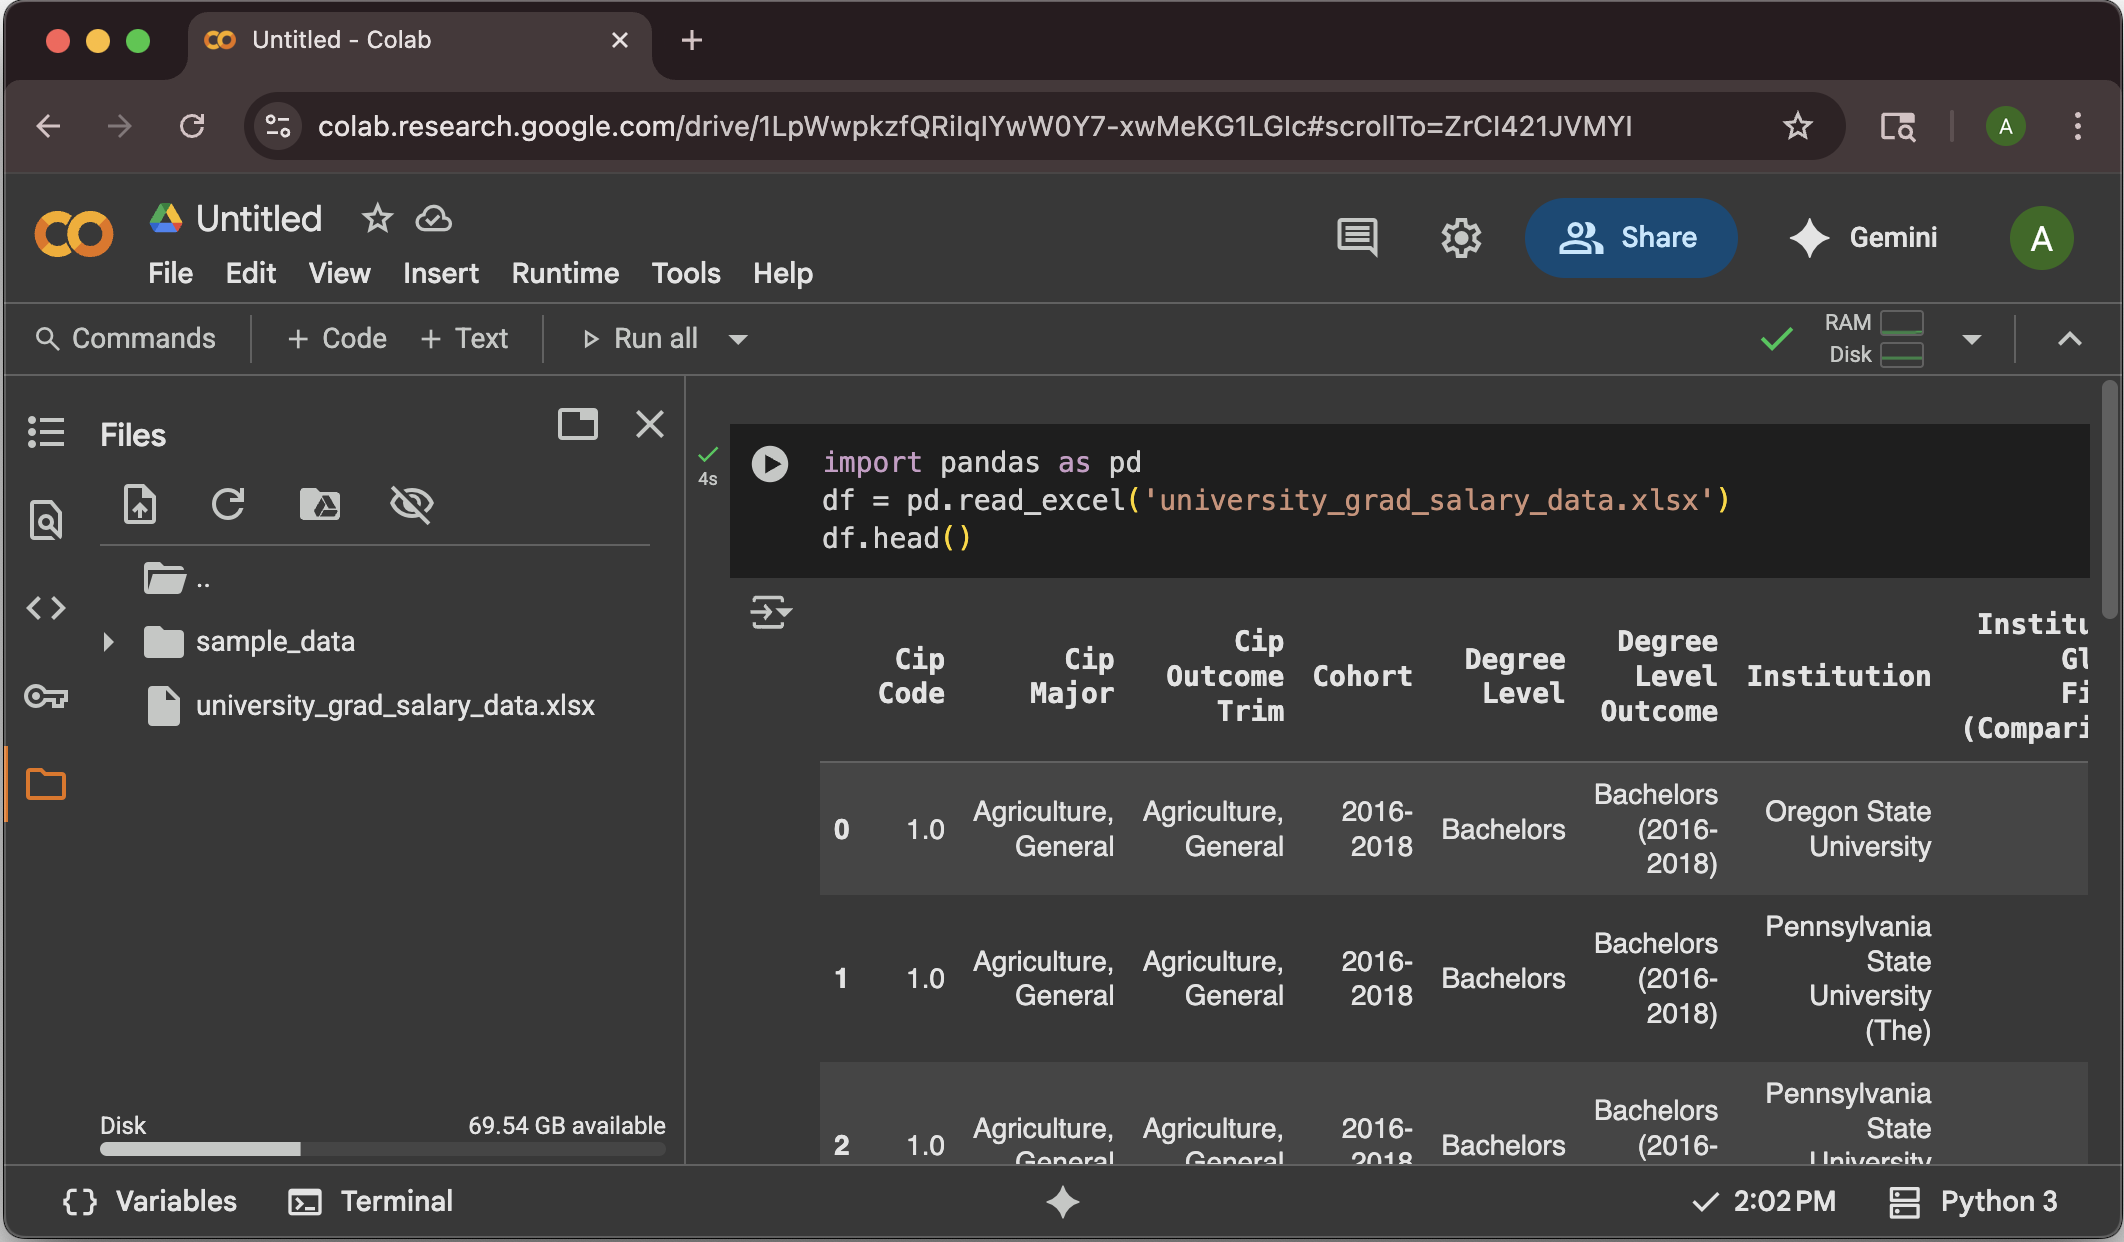 Untitled - Colab
colab.research.google.com/drive/1LpWwpkzfQRiIqIYwW0Y7-xwMeKG1LGIc#scrollTo=ZrCI421JVMYI
A
Untitled
File Edit View Insert Runtime Tools Help
Share
Gemini
A
Commands
+ Code
+ Text
Run all
RAM
Disk
Files
..
sample_data
university_grad_salary_data.xlsx
Disk
69.54 GB available
4s
import pandas as pd
df = pd.read_excel('university_grad_salary_data.xlsx')
df.head()
Cip Code
Cip Major
Cip Outcome Trim
Cohort
Degree Level
Degree Level Outcome
Institution
Institu
Gl
Fi
(Compari
0 1.0 Agriculture, General Agriculture, General 2016-2018 Bachelors Bachelors (2016-2018) Oregon State University
1 1.0 Agriculture, General Agriculture, General 2016-2018 Bachelors Bachelors (2016-2018) Pennsylvania State University (The)
2 1.0 Agriculture, General Agriculture, General 2016-2018 Bachelors Bachelors (2016- Pennsylvania State University
Variables
Terminal
2:02 PM
Python 3